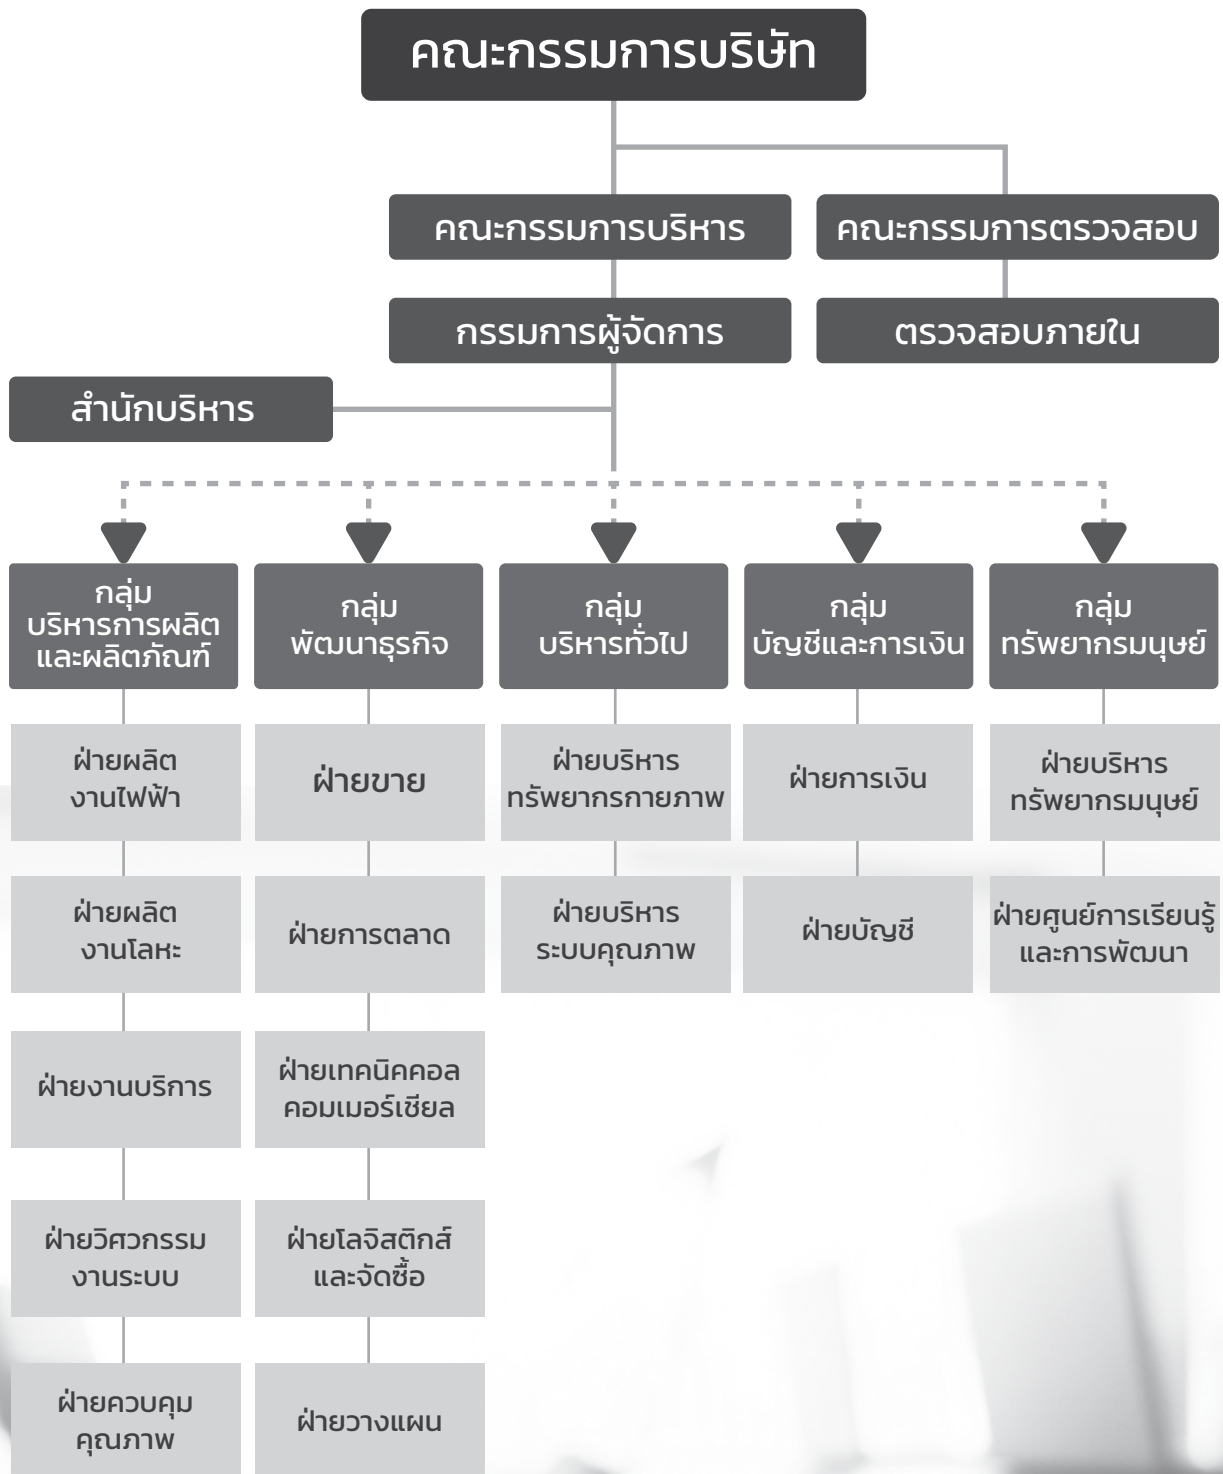 คณะกรรมการบริษัท
คณะกรรมการบริหาร
คณะกรรมการตรวจสอบ
กรรมการผู้จัดการ
ตรวจสอบภายใน
สำนักบริหาร
กลุ่ม
บริหารการผลิต
และผลิตภัณฑ์
กลุ่ม
พัฒนาธุรกิจ
กลุ่ม
บริหารทั่วไป
กลุ่ม
บัญชีและการเงิน
กลุ่ม
ทรัพยากรมนุษย์
ฝ่ายผลิต
งานไฟฟ้า
ฝ่ายขาย
ฝ่ายบริหาร
ทรัพยากรกายภาพ
ฝ่ายการเงิน
ฝ่ายบริหาร
ทรัพยากรมนุษย์
ฝ่ายผลิต
งานโลหะ
ฝ่ายการตลาด
ฝ่ายบริหาร
ระบบคุณภาพ
ฝ่ายบัญชี
ฝ่ายศูนย์การเรียนรู้
และการพัฒนา
ฝ่ายงานบริการ
ฝ่ายเทคนิคคอล
คอมเมอร์เชียล
ฝ่ายวิศวกรรม
งานระบบ
ฝ่ายโลจิสติกส์
และจัดซื้อ
ฝ่ายควบคุม
คุณภาพ
ฝ่ายวางแผน